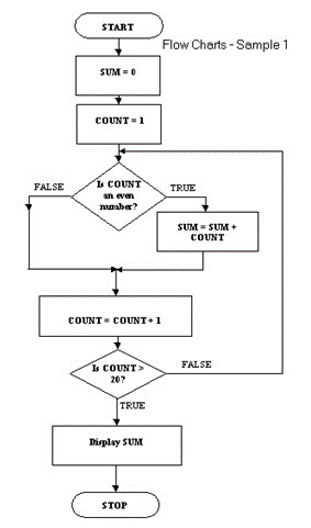 START
Flow Charts - Sample 1
SUM = 0
COUNT = 1
Is COUNT
an even
number?
FALSE
TRUE
SUM = SUM +
COUNT
COUNT = COUNT + 1
Is COUNT >
20?
FALSE
TRUE
Display SUM
STOP